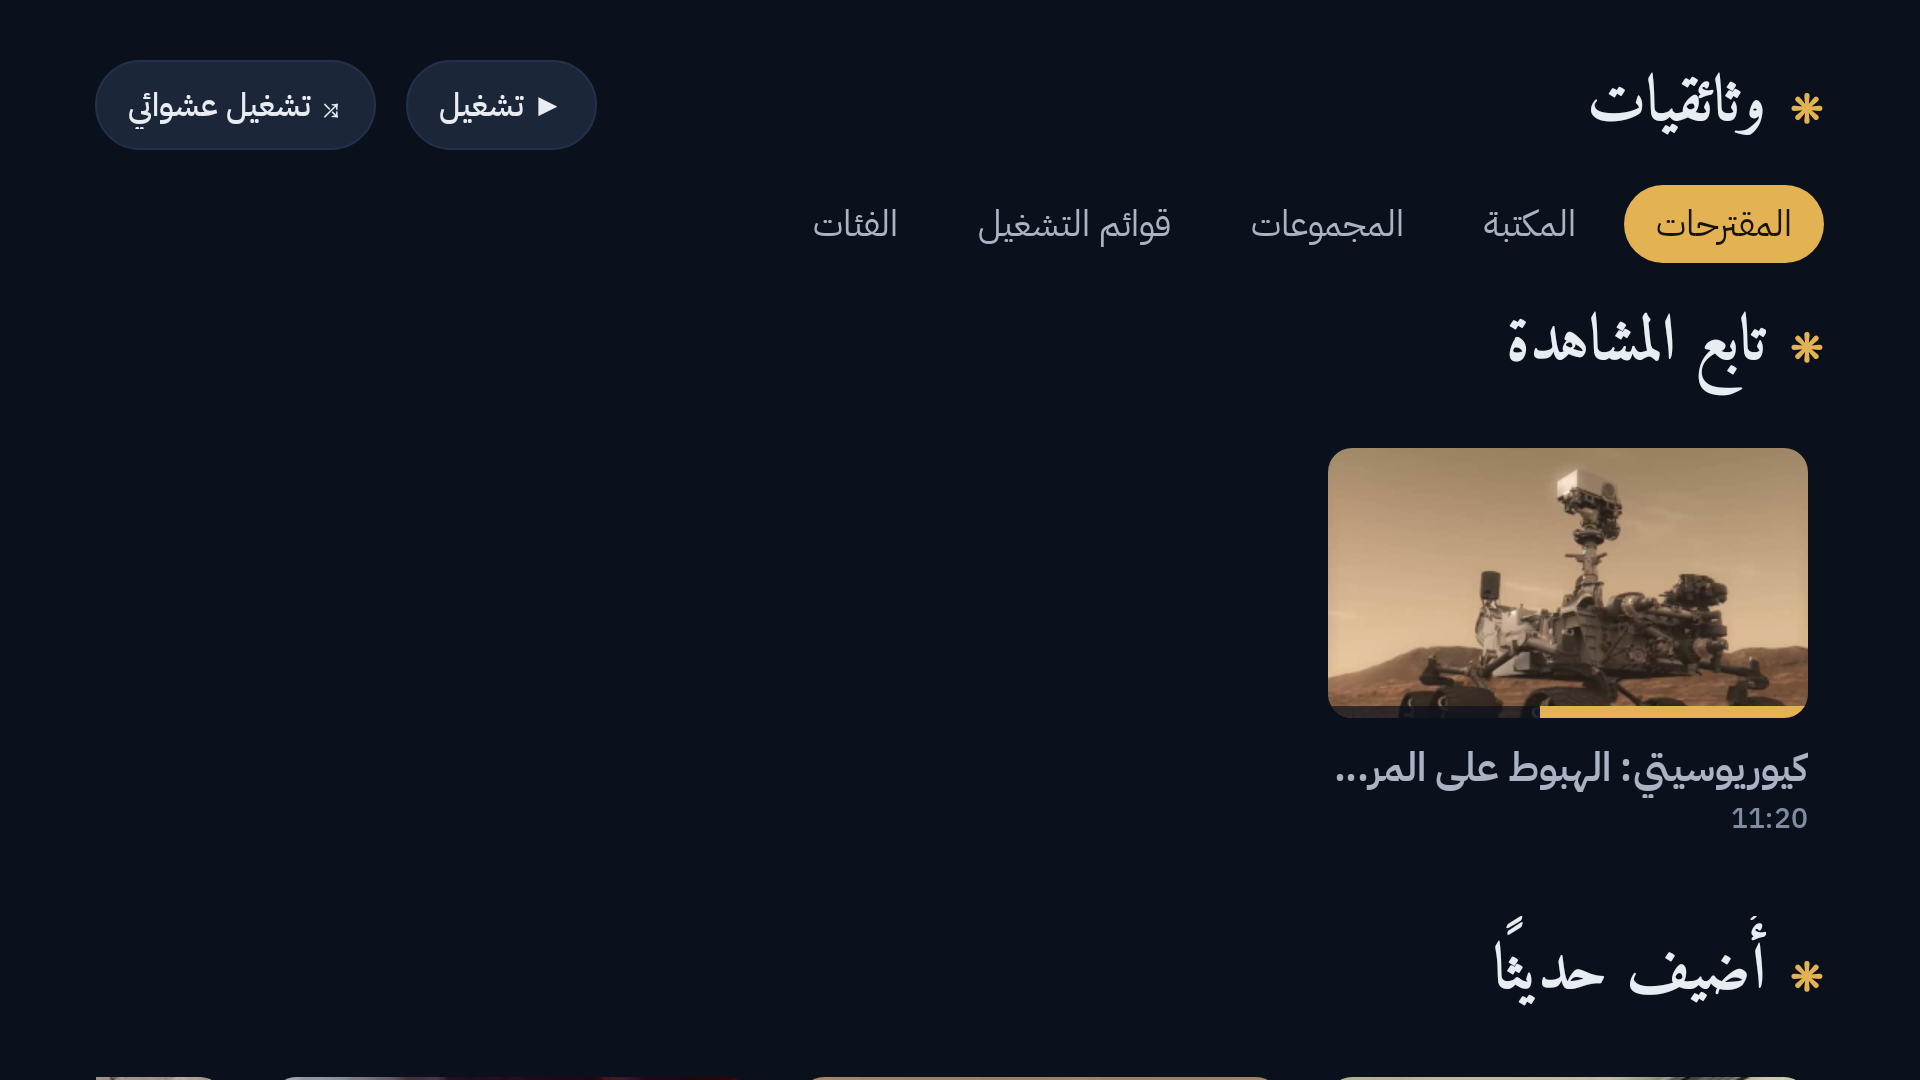 وثائقيات
تشغيل
تشغيل عشوائي
المقترحات
المكتبة
المجموعات
قوائم التشغيل
الفئات
تابع المشاهدة
كيوريوسيتي: الهبوط على المر...
11:20
أُضيف حديثًا